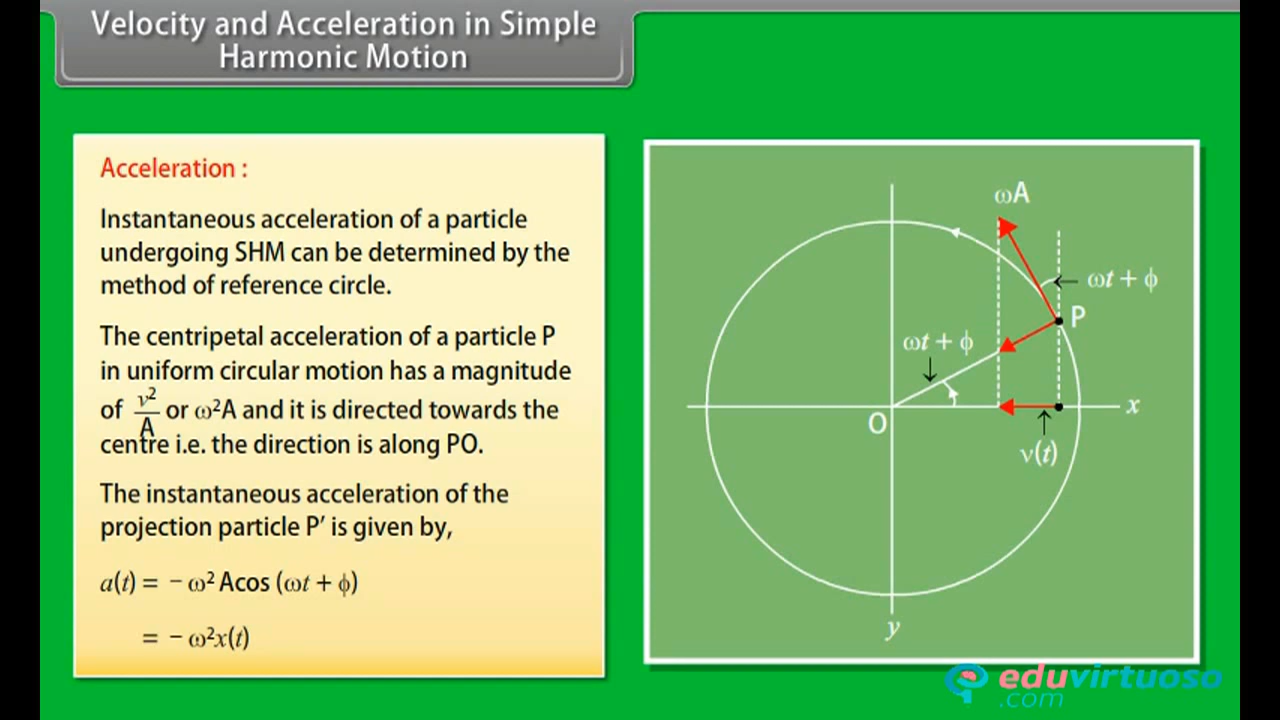 Velocity and Acceleration in Simple
Harmonic Motion
Acceleration :
Instantaneous acceleration of a particle
undergoing SHM can be determined by the
method of reference circle.
The centripetal acceleration of a particle P
in uniform circular motion has a magnitude
of v²/A or ω²A and it is directed towards the
centre i.e. the direction is along PO.
The instantaneous acceleration of the
projection particle P′ is given by,
a(t) = − ω² Acos (ωt + ϕ)
= − ω²x(t)
ωA
ωt + ϕ
P
ωt + ϕ
O
x
v(t)
y
eduvirtuoso
.com